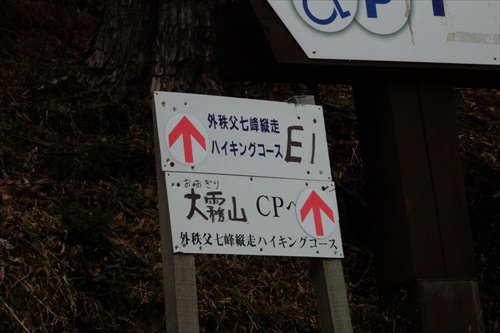 P
外秩父七峰縦走
ハイキングコース E1
おおぎり
大霧山 CPへ
外秩父七峰縦走ハイキングコース